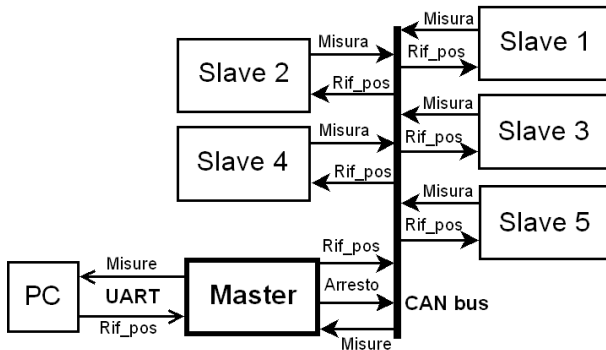 Misura
Slave 1
Rif_pos
Slave 2
Misura
Rif_pos
Misura
Slave 3
Rif_pos
Slave 4
Misura
Rif_pos
Misura
Slave 5
Rif_pos
PC
Misure
UART
Rif_pos
Master
Rif_pos
Arresto
Misure
CAN bus